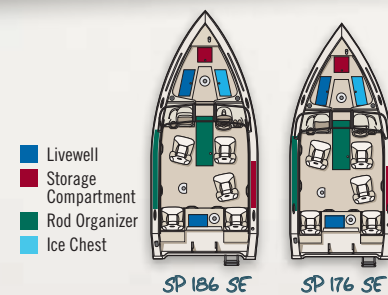 Livewell
Storage
Compartment
Rod Organizer
Ice Chest
SP 186 SE
SP 176 SE